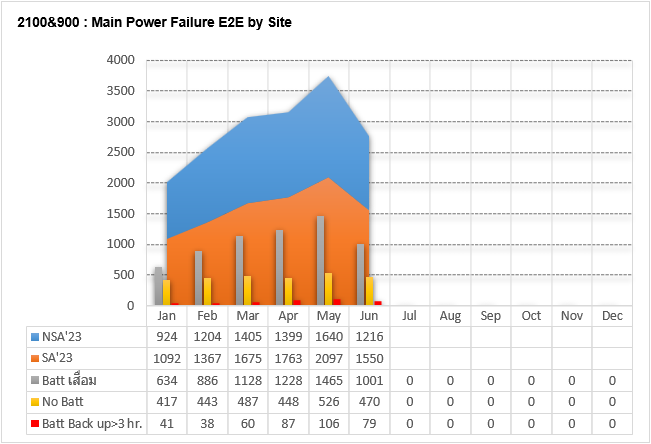 2100&900 : Main Power Failure E2E by Site
4000
3500
3000
2500
2000
1500
1000
500
0
Jan Feb Mar Apr May Jun Jul Aug Sep Oct Nov Dec
NSA'23 924 1204 1405 1399 1640 1216
SA'23 1092 1367 1675 1763 2097 1550
Batt เสื่อม 634 886 1128 1228 1465 1001 0 0 0 0 0 0
No Batt 417 443 487 448 526 470 0 0 0 0 0 0
Batt Back up>3 hr. 41 38 60 87 106 79 0 0 0 0 0 0